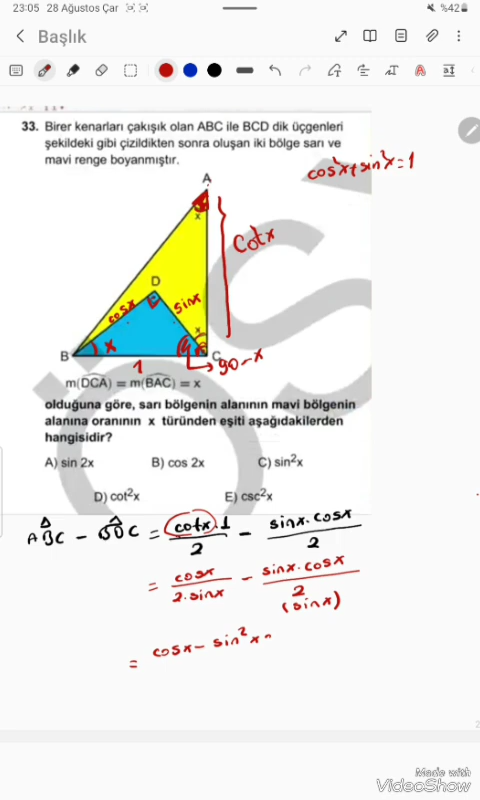 23:05 28 Ağustos Çar
%42
Başlık
33. Birer kenarları çakışık olan ABC ile BCD dik üçgenleri
şekildeki gibi çizildikten sonra oluşan iki bölge sarı ve
mavi renge boyanmıştır.
cos²x+sin²x=1
A
x
cotx
D
cosx
sinx
x
x
B
C
1
90-x
m(DCA) = m(BAC) = x
olduğuna göre, sarı bölgenin alanının mavi bölgenin
alanına oranının x türünden eşiti aşağıdakilerden
hangisidir?
A) sin 2x B) cos 2x C) sin²x
D) cot²x E) csc²x
ABC - BDC = cotx.1/2 - sinx.cosx/2
= cosx/2.sinx - sinx.cosx/2 (sinx)
= cosx - sin²x
Made with
VideoShow